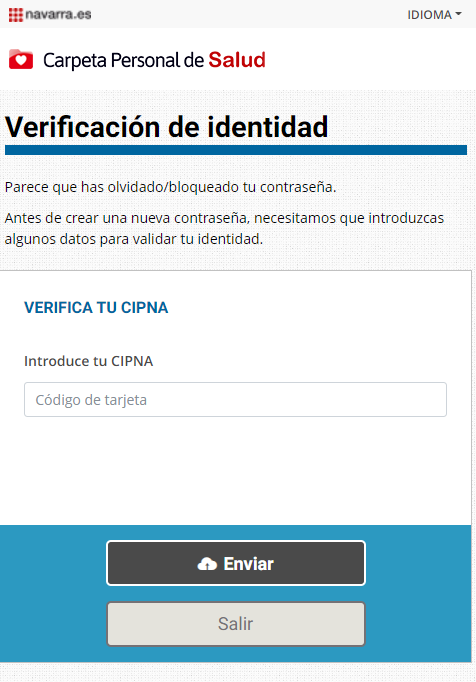 navarra.es
IDIOMA
Carpeta Personal de Salud
Verificación de identidad
Parece que has olvidado/bloqueado tu contraseña.
Antes de crear una nueva contraseña, necesitamos que introduzcas
algunos datos para validar tu identidad.
VERIFICA TU CIPNA
Introduce tu CIPNA
Código de tarjeta
Enviar
Salir